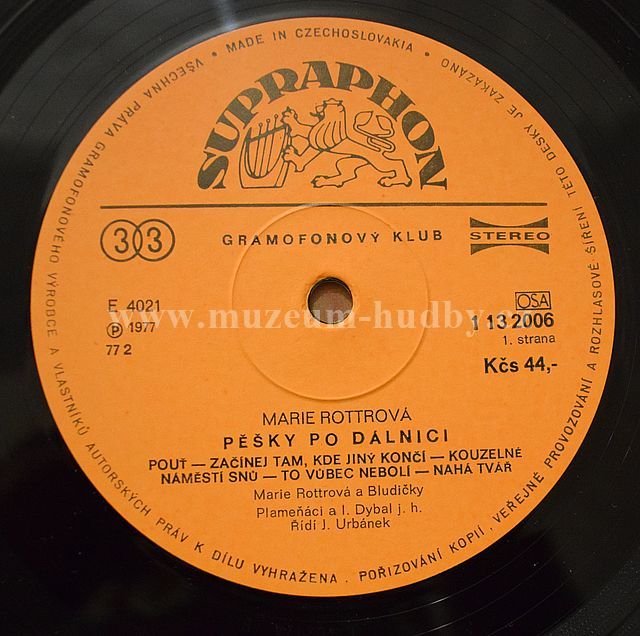 VŠECHNA PRÁVA GRAMOFONOVÉHO VÝROBCE A VLASTNÍKŮ AUTORSKÝCH PRÁV K DÍLU VYHRAŽENA . POŘIZOVÁNÍ KOPIÍ, VEŘEJNÉ PROVOZOVÁNÍ A ROZHLASOVÉ ŠÍŘENÍ TÉTO DESKY JE ZAKÁZÁNO
• MADE IN CZECHOSLOVAKIA •
SUPRAPHON
33
GRAMOFONOVÝ KLUB
STEREO
E 4021
Ⓟ 1977
77 2
OSA
1 13 2006
1. strana
Kčs 44,-
www.muzeum-hudby.cz
MARIE ROTTROVÁ
PĚŠKY PO DÁLNICI
POUŤ — ZAČÍNEJ TAM, KDE JINÝ KONČÍ — KOUZELNÉ
NÁMĚSTÍ SNŮ — TO VŮBEC NEBOLÍ — NAHÁ TVÁŘ
Marie Rottrová a Bludičky
Plameňáci a I. Dybal j. h.
Řídí J. Urbánek